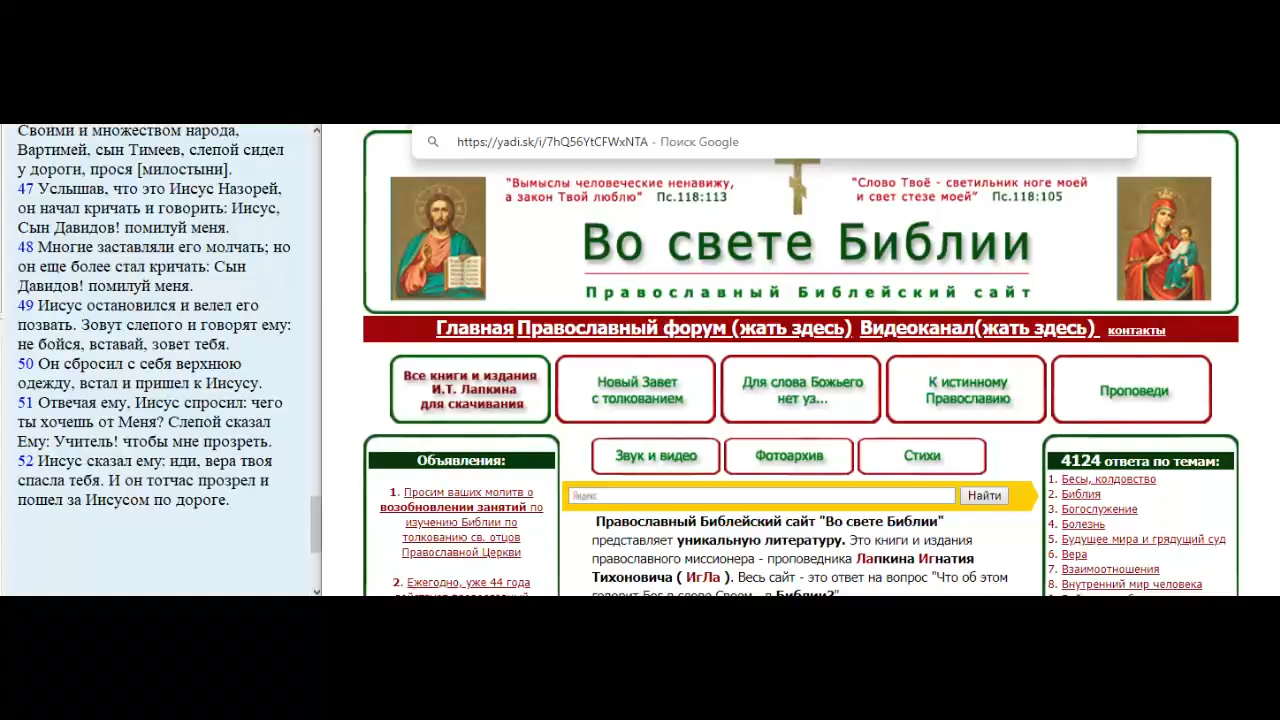 Своими и множеством народа,
Вартимей, сын Тимеев, слепой сидел
у дороги, прося [милостыни].
47 Услышав, что это Иисус Назорей,
он начал кричать и говорить: Иисус,
Сын Давидов! помилуй меня.
48 Многие заставляли его молчать; но
он еще более стал кричать: Сын
Давидов! помилуй меня.
49 Иисус остановился и велел его
позвать. Зовут слепого и говорят ему:
не бойся, вставай, зовет тебя.
50 Он сбросил с себя верхнюю
одежду, встал и пришел к Иисусу.
51 Отвечая ему, Иисус спросил: чего
ты хочешь от Меня? Слепой сказал
Ему: Учитель! чтобы мне прозреть.
52 Иисус сказал ему: иди, вера твоя
спасла тебя. И он тотчас прозрел и
пошел за Иисусом по дороге.
https://yadi.sk/i/7hQ56YtCFWxNTA - Поиск Google
"Вымыслы человеческие ненавижу,
а закон Твой люблю" Пс.118:113
"Слово Твоё - светильник ноге моей
и свет стезе моей" Пс.118:105
Во свете Библии
Православный Библейский сайт
Главная Православный форум (жать здесь) Видеоканал(жать здесь) контакты
Все книги и издания
И.Т. Лапкина
для скачивания
Новый Завет
с толкованием
Для слова Божьего
нет уз...
К истинному
Православию
Проповеди
Звук и видео
Фотоархив
Стихи
Объявления:
1. Просим ваших молитв о
возобновлении занятий по
изучению Библии по
толкованию св. отцов
Православной Церкви
2. Ежегодно, уже 44 года
действует православный
Яндекс
Найти
Православный Библейский сайт "Во свете Библии"
представляет уникальную литературу. Это книги и издания
православного миссионера - проповедника Лапкина Игнатия
Тихоновича ( ИгЛа ). Весь сайт - это ответ на вопрос "Что об этом
говорит Бог в слове Своем - в Библии?"
4124 ответа по темам:
1. Бесы, колдовство
2. Библия
3. Богослужение
4. Болезнь
5. Будущее мира и грядущий суд
6. Вера
7. Взаимоотношения
8. Внутренний мир человека